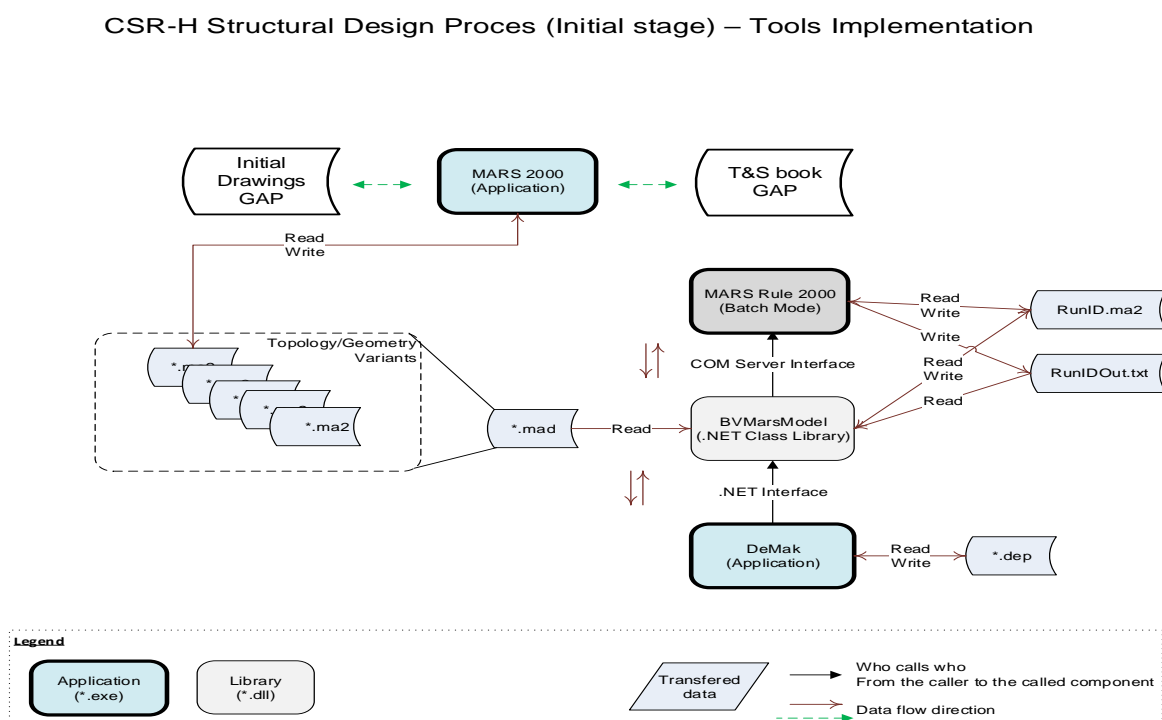 CSR-H Structural Design Proces (Initial stage) – Tools Implementation
Initial
Drawings
GAP
MARS 2000
(Application)
T&S book
GAP
Read
Write
MARS Rule 2000
(Batch Mode)
Read
Write
RunID.ma2
Write
Topology/Geometry
Variants
COM Server Interface
Read
Write
RunIDOut.txt
Read
*.ma2
*.mad
Read
BVMarsModel
(.NET Class Library)
.NET Interface
DeMak
(Application)
Read
Write
*.dep
Legend
Application
(*.exe)
Library
(*.dll)
Transfered
data
Who calls who
From the caller to the called component
Data flow direction